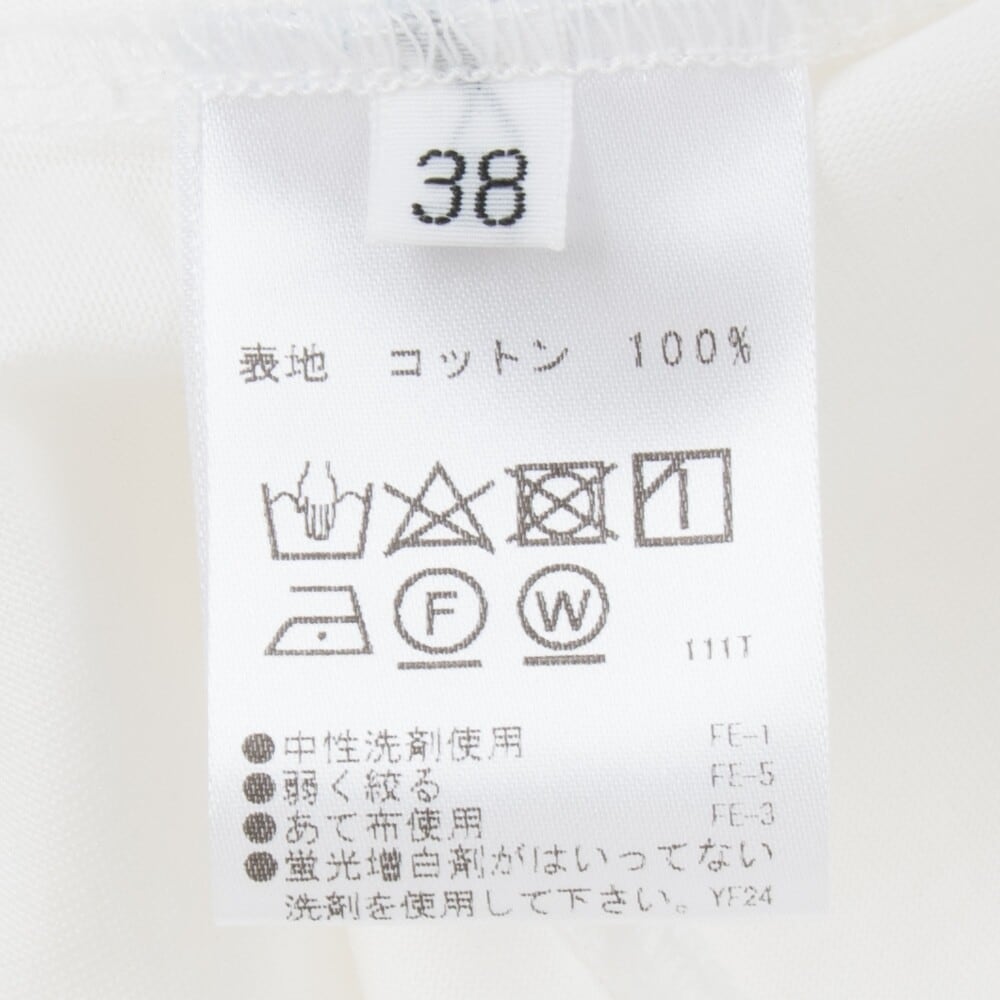 38
表地 コットン 100%
F W
111T
●中性洗剤使用 FE-1
●弱く絞る FE-5
●あて布使用 FE-3
●蛍光増白剤がはいってない
洗剤を使用して下さい。 YF24